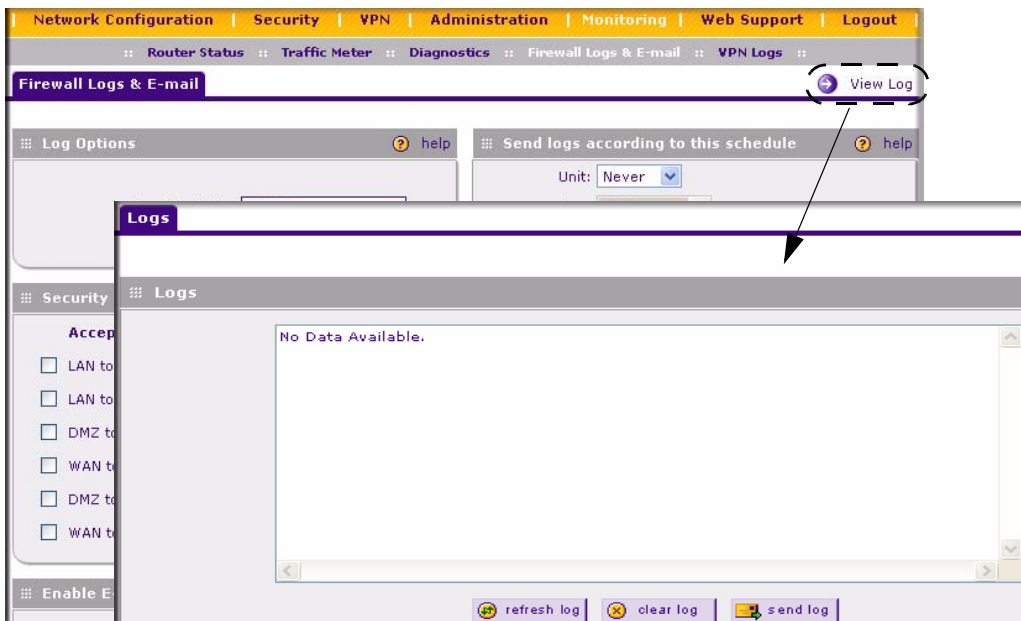 Network Configuration | Security | VPN | Administration | Monitoring | Web Support | Logout |
:: Router Status :: Traffic Meter :: Diagnostics :: Firewall Logs & E-mail :: VPN Logs ::
Firewall Logs & E-mail
View Log
Log Options
help
Send logs according to this schedule
help
Unit: Never
Logs
Security
Logs
Accep
No Data Available.
LAN to
LAN to
DMZ to
WAN to
DMZ to
WAN to
Enable E-
refresh log
clear log
send log